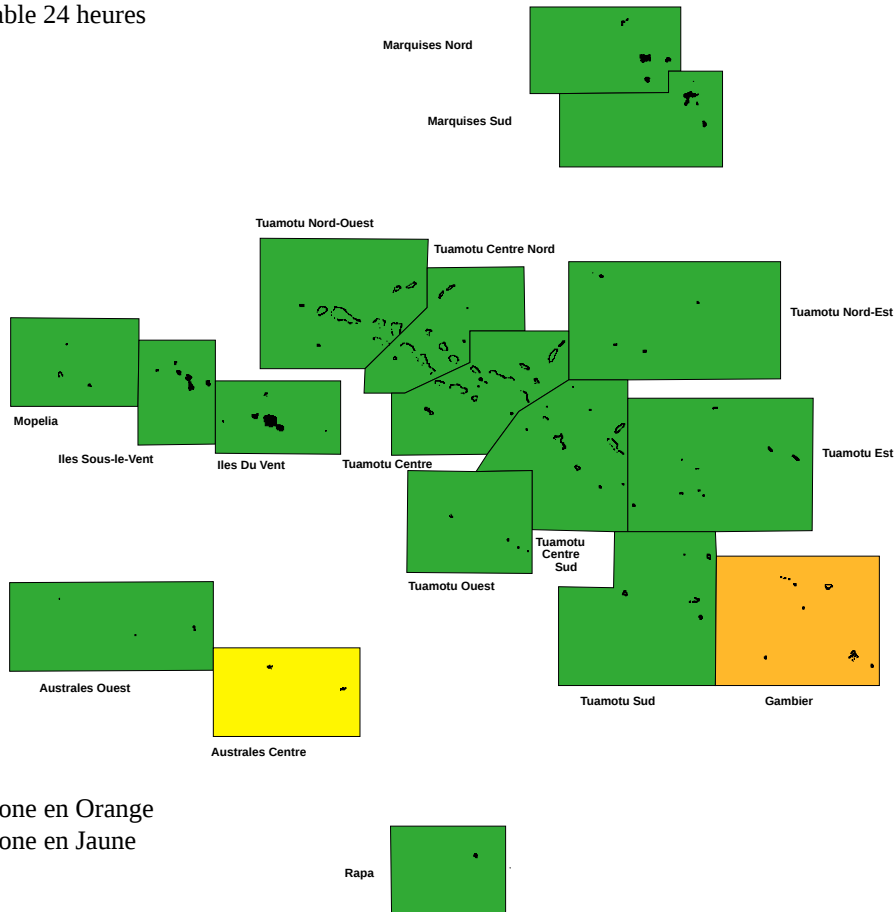 able 24 heures
Marquises Nord
Marquises Sud
Tuamotu Nord-Ouest
Tuamotu Centre Nord
Tuamotu Nord-Est
Mopelia
Iles Sous-le-Vent
Iles Du Vent
Tuamotu Centre
Tuamotu Est
Tuamotu
Centre
Sud
Tuamotu Ouest
Australes Ouest
Tuamotu Sud
Gambier
Australes Centre
one en Orange
one en Jaune
Rapa